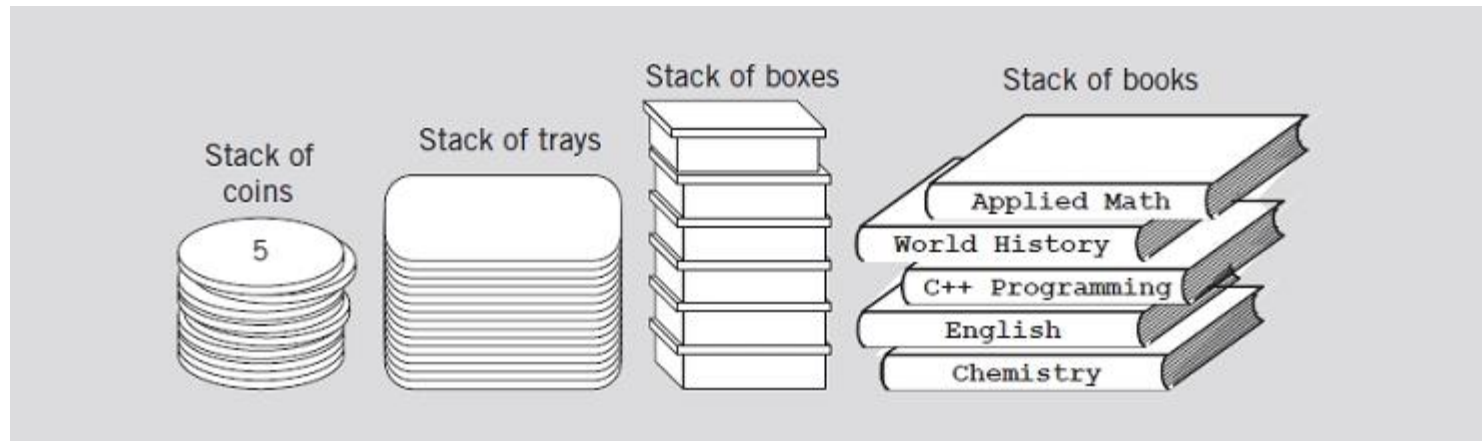 Stack of
coins
5
Stack of trays
Stack of boxes
Stack of books
Applied Math
World History
C++ Programming
English
Chemistry